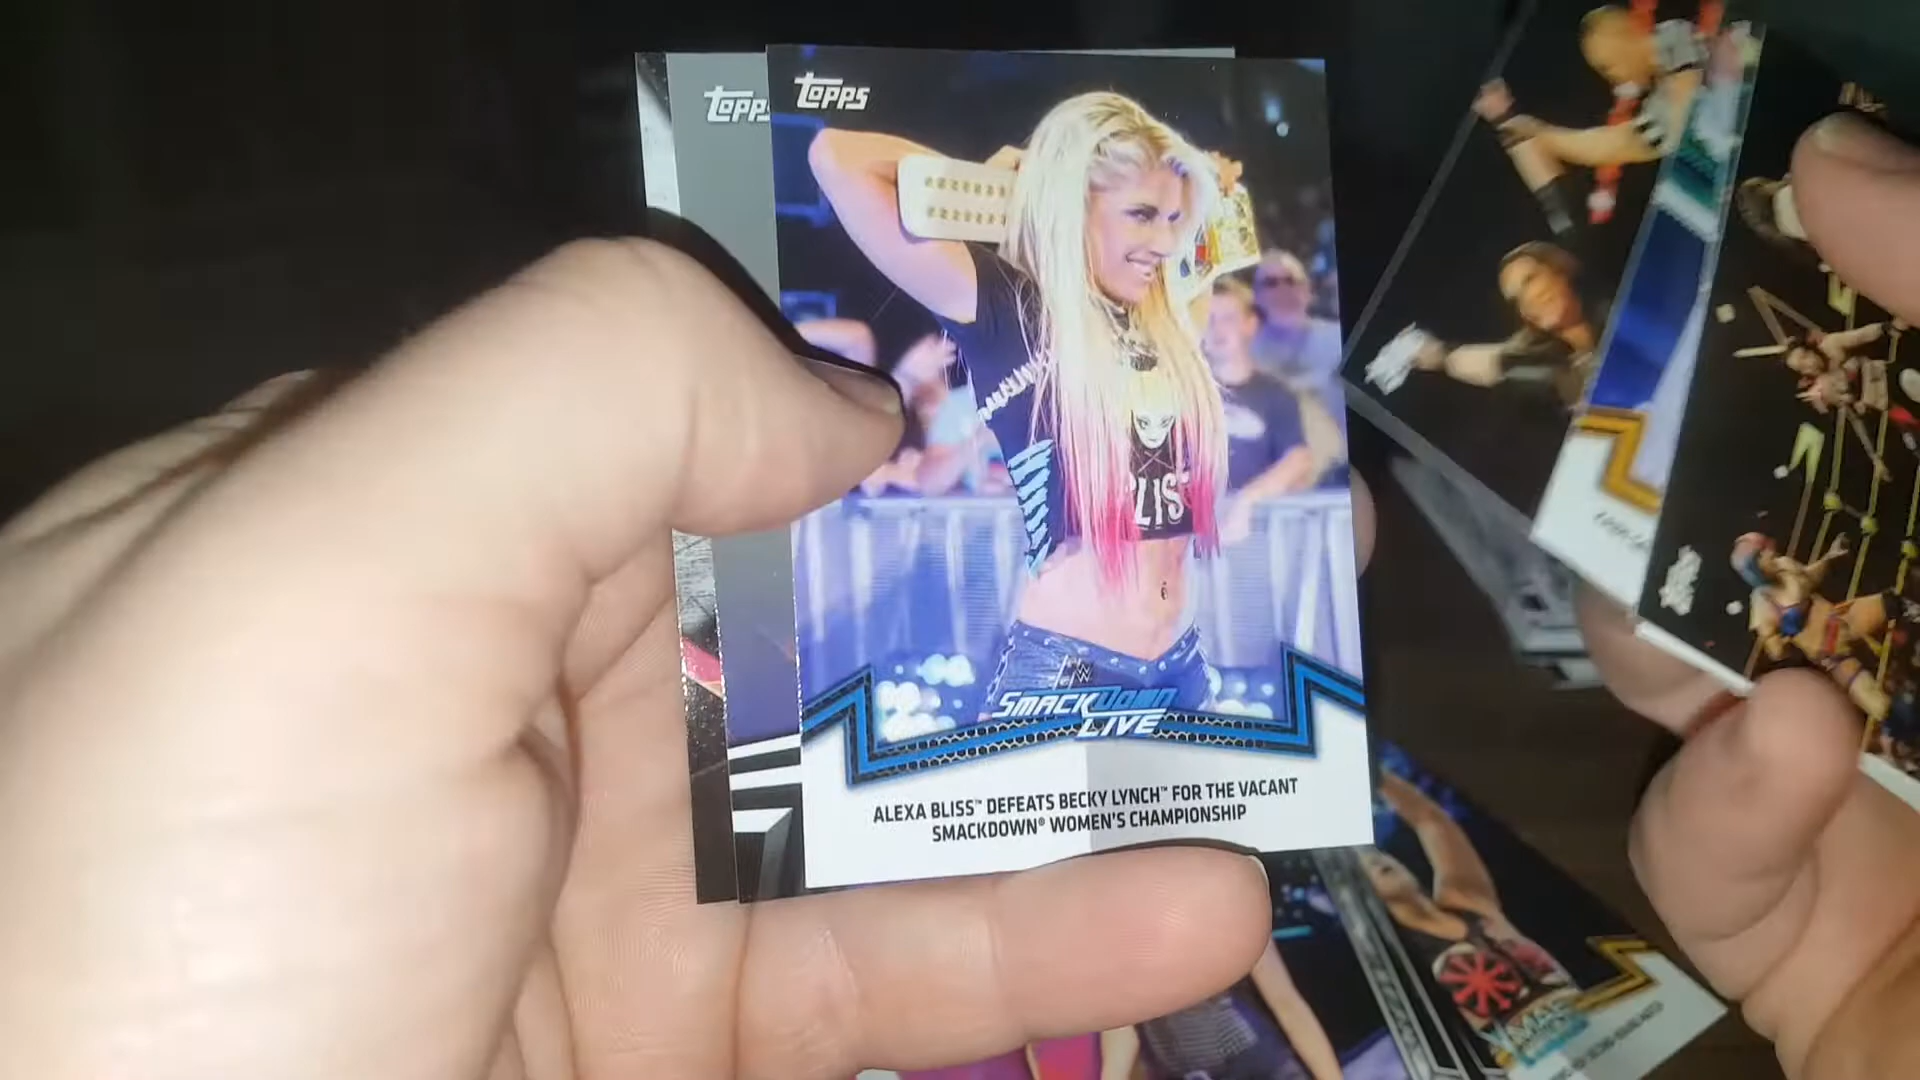 Topps
Topps
BLISS
W
SMACKDOWN
LIVE
ALEXA BLISS™ DEFEATS BECKY LYNCH™ FOR THE VACANT
SMACKDOWN® WOMEN'S CHAMPIONSHIP